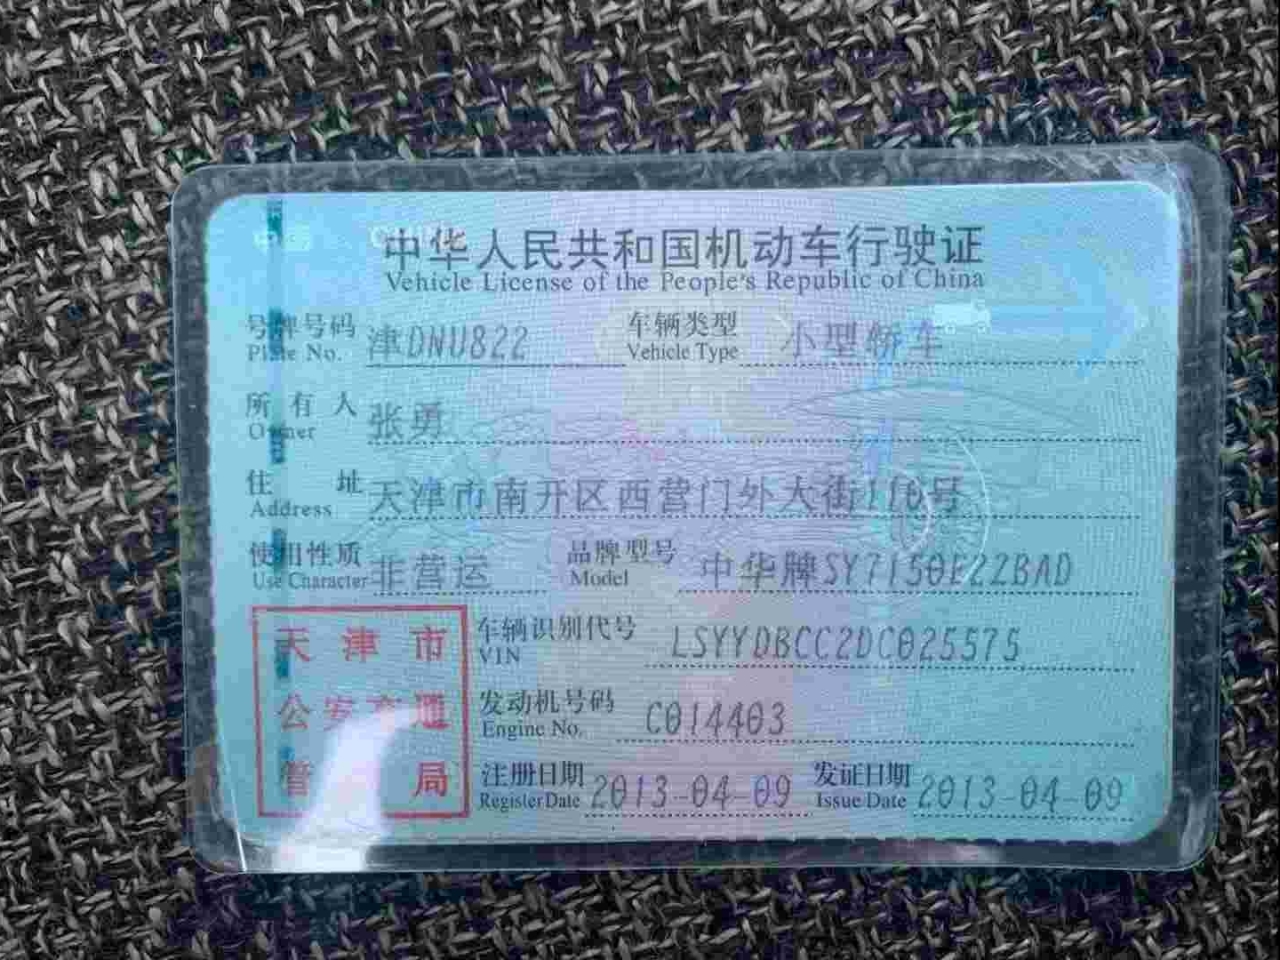 中华人民共和国机动车行驶证
Vehicle License of the People's Republic of China
号牌号码 津DNU822 车辆类型 小型轿车
Plate No. Vehicle Type
所有人 张勇
Owner
住址 天津市南开区西营门外大街110号
Address
使用性质 非营运 品牌型号 中华牌SY7150E22BAD
Use Character Model
车辆识别代号 LSYYDBCC2DC025575
VIN
发动机号码 C014403
Engine No.
注册日期 2013-04-09 发证日期 2013-04-09
Register Date Issue Date
天津市
公安交通
管 局